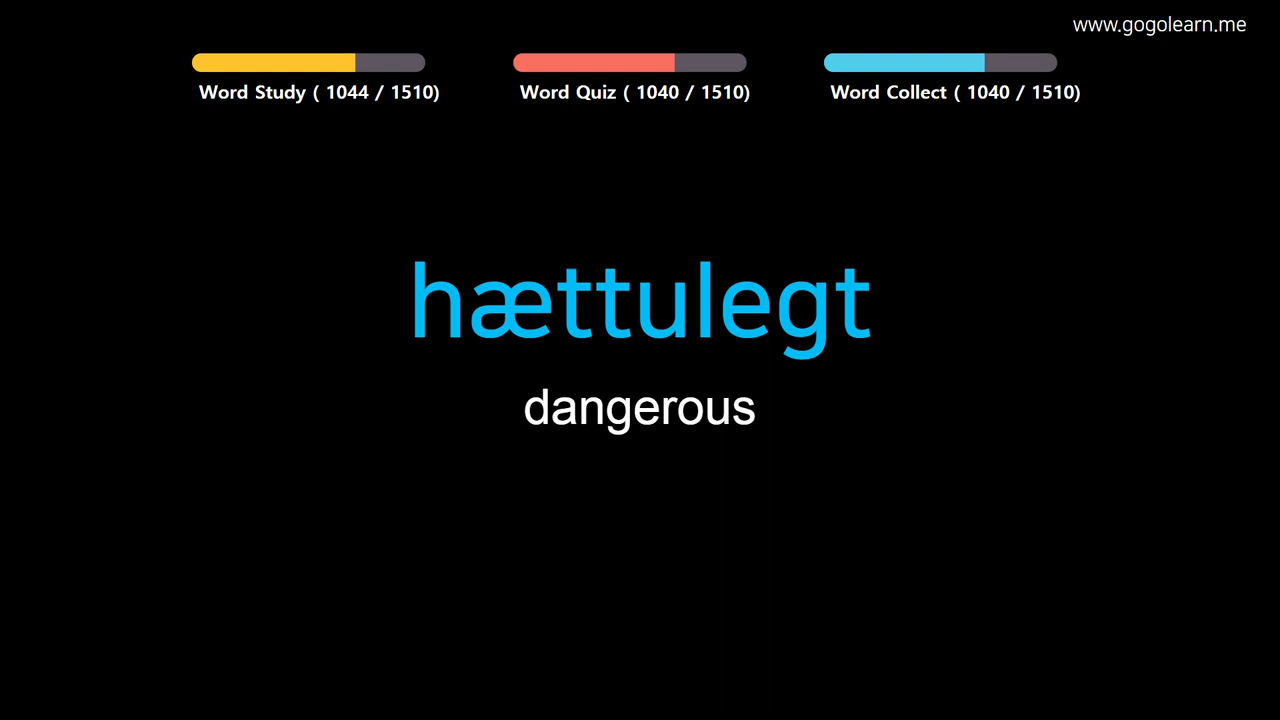 www.gogolearn.me
Word Study ( 1044 / 1510)
Word Quiz ( 1040 / 1510)
Word Collect ( 1040 / 1510)
hættulegt
dangerous